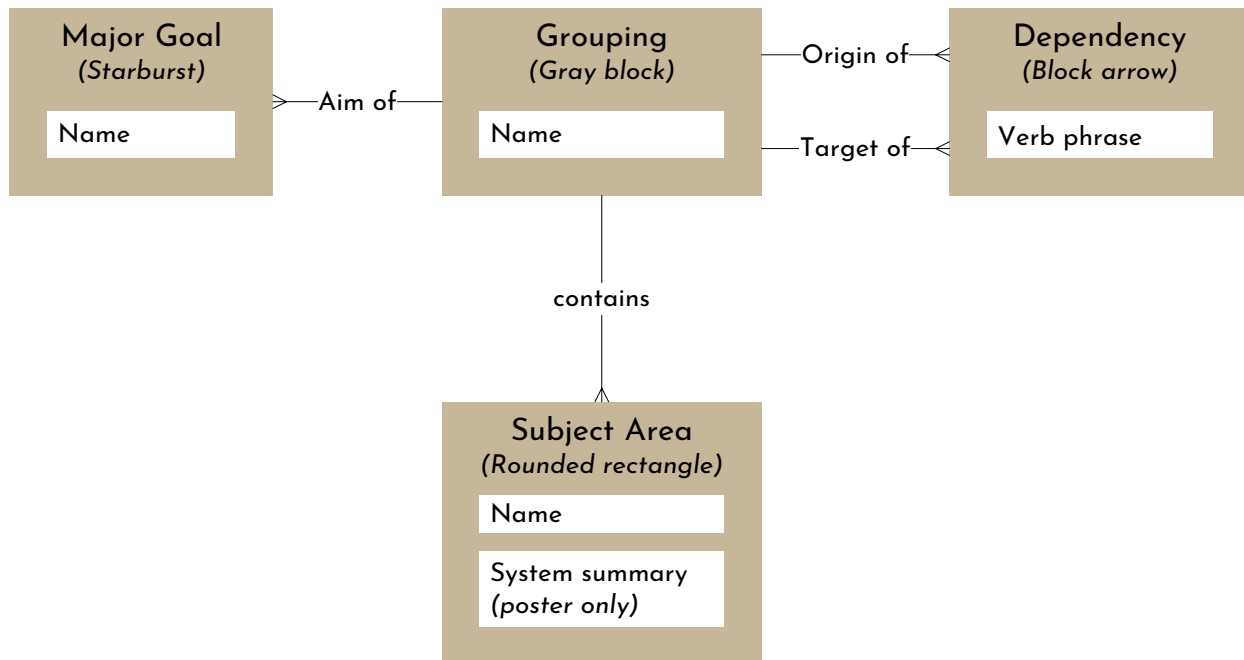 Major Goal
(Starburst)
Name
Aim of
Grouping
(Gray block)
Name
Origin of
Target of
Dependency
(Block arrow)
Verb phrase
contains
Subject Area
(Rounded rectangle)
Name
System summary
(poster only)